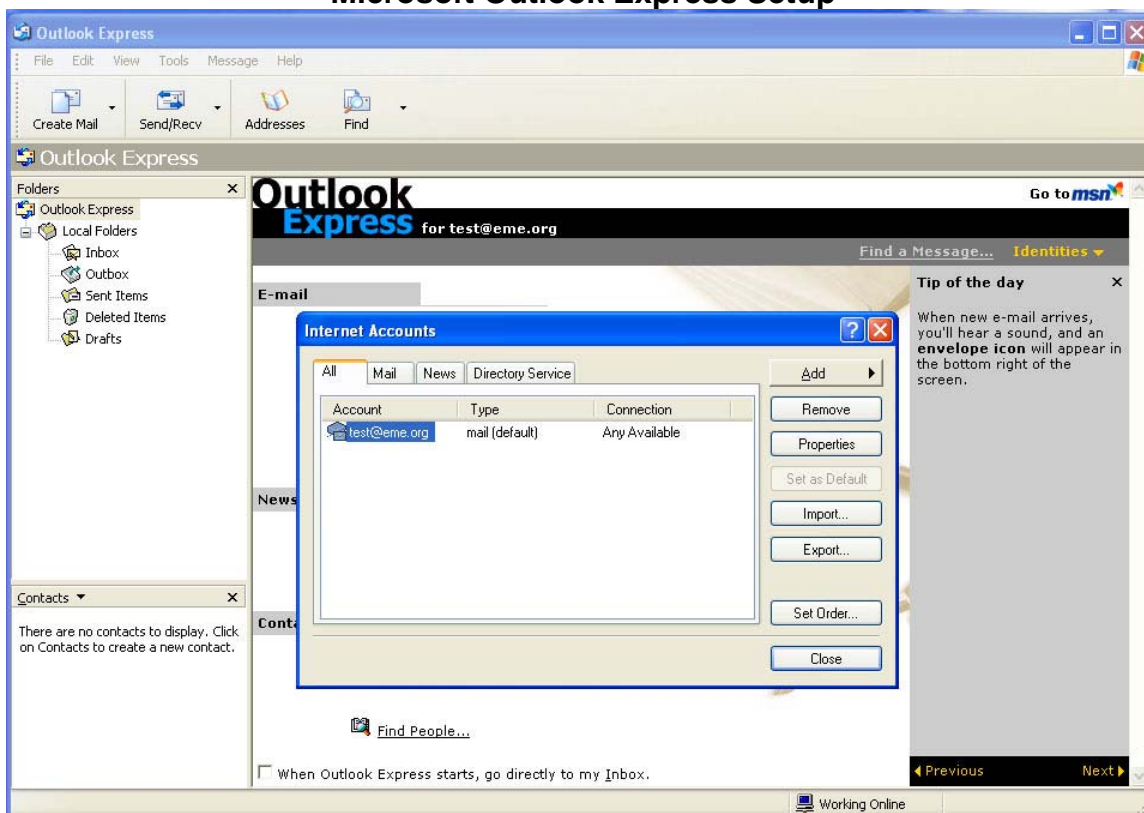 Microsoft Outlook Express Setup
Outlook Express
File Edit View Tools Message Help
Create Mail Send/Recv Addresses Find
Outlook Express
Folders
Outlook Express
Local Folders
Inbox
Outbox
Sent Items
Deleted Items
Drafts
Contacts
There are no contacts to display. Click
on Contacts to create a new contact.
Outlook
Express for test@eme.org
Go to msn
Find a Message... Identities
E-mail
News
Conta
Internet Accounts
All Mail News Directory Service
Account Type Connection
test@eme.org mail (default) Any Available
Add
Remove
Properties
Set as Default
Import...
Export...
Set Order...
Close
Find People...
When Outlook Express starts, go directly to my Inbox.
Tip of the day
When new e-mail arrives,
you'll hear a sound, and an
envelope icon will appear in
the bottom right of the
screen.
Previous Next
Working Online